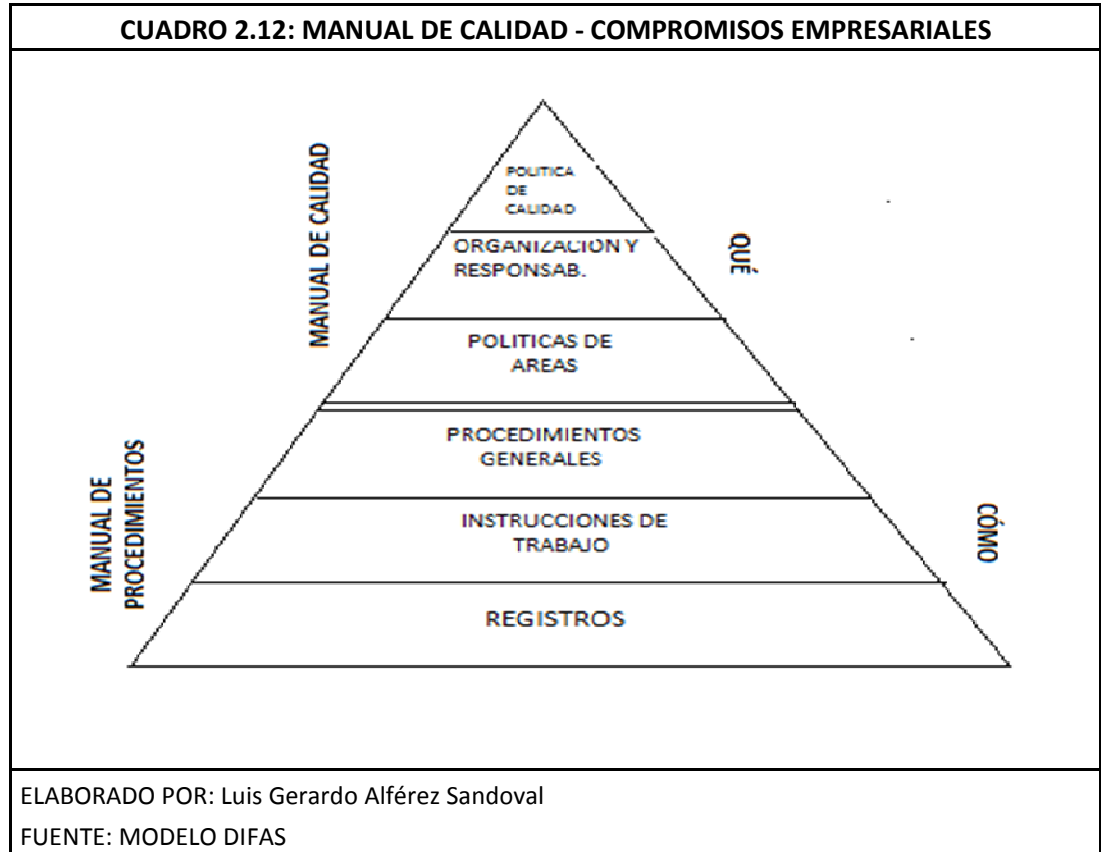 CUADRO 2.12: MANUAL DE CALIDAD - COMPROMISOS EMPRESARIALES
MANUAL DE CALIDAD
POLITICA
DE
CALIDAD
ORGANIZACION Y
RESPONSAB.
QUÉ
POLITICAS DE
AREAS
MANUAL DE
PROCEDIMIENTOS
PROCEDIMIENTOS
GENERALES
INSTRUCCIONES DE
TRABAJO
CÓMO
REGISTROS
ELABORADO POR: Luis Gerardo Alférez Sandoval
FUENTE: MODELO DIFAS